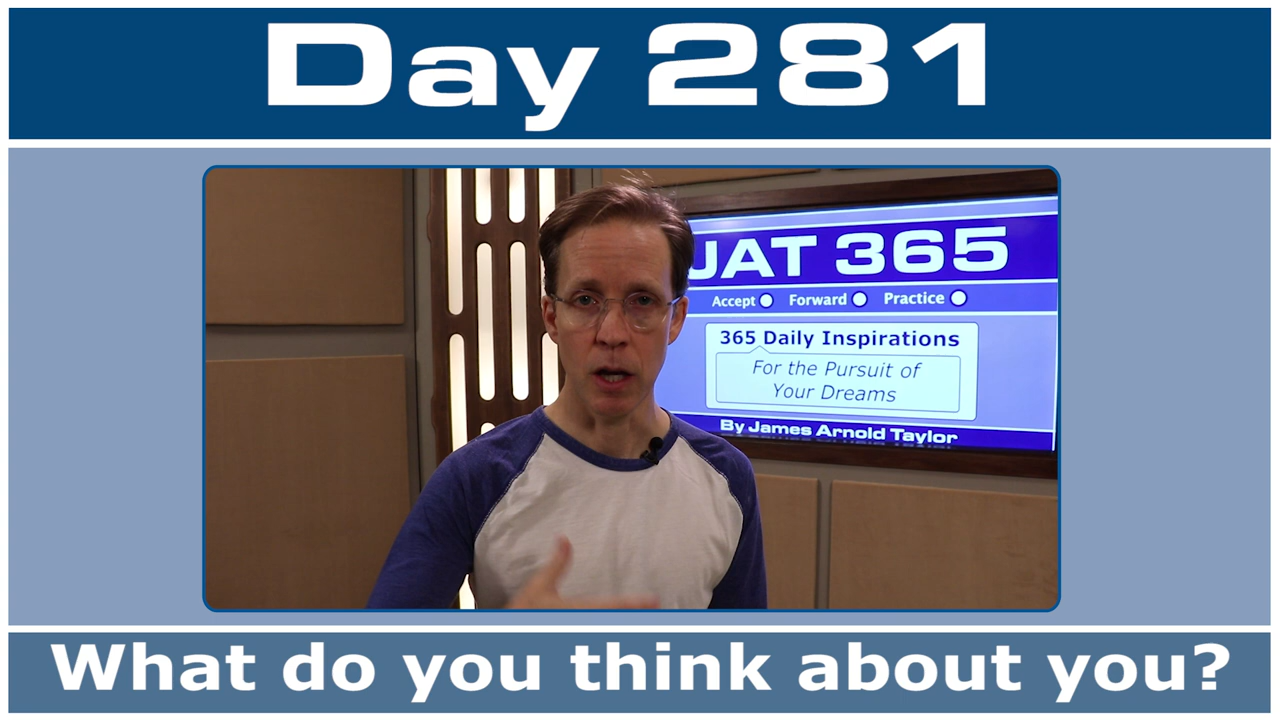 Day 281
JAT 365
Accept Forward Practice
365 Daily Inspirations
For the Pursuit of
Your Dreams
By James Arnold Taylor
What do you think about you?